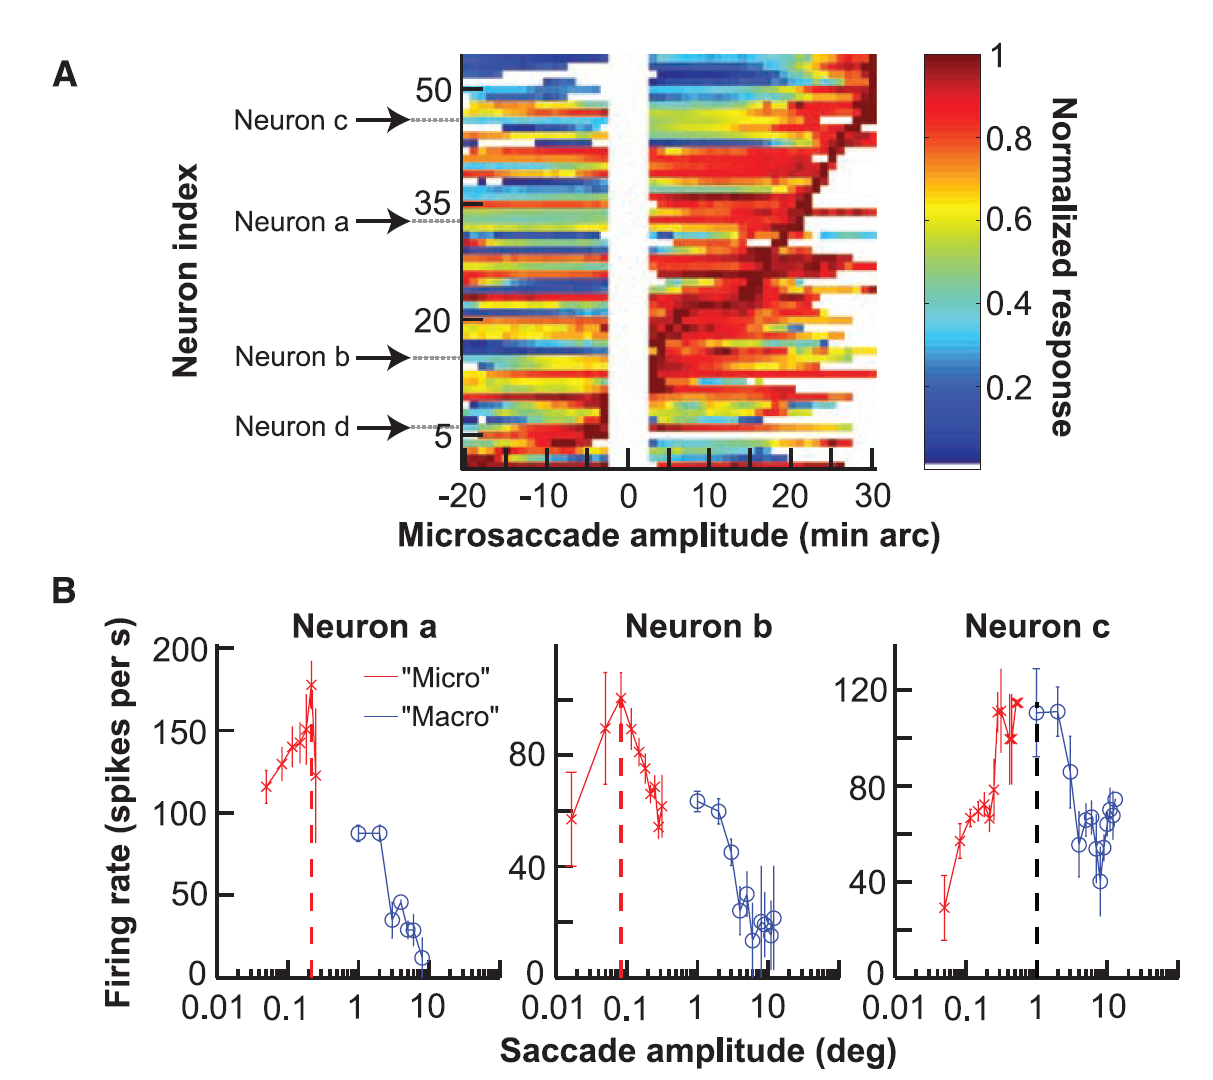 A
Neuron index
50
35
20
5
Neuron c
Neuron a
Neuron b
Neuron d
-20 -10 0 10 20 30
Microsaccade amplitude (min arc)
1
0.8
0.6
0.4
0.2
Normalized response
B
Firing rate (spikes per s)
Neuron a
200
150
100
50
0
"Micro"
"Macro"
0.01 0.1 1 10
Neuron b
80
40
0
0.01 0.1 1 10
Neuron c
120
80
40
0
0.01 0.1 1 10
Saccade amplitude (deg)